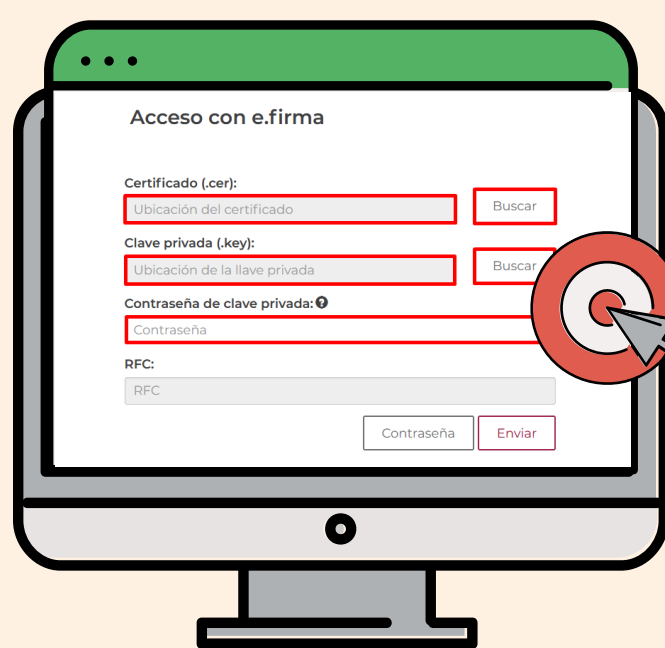 Acceso con e.firma
Certificado (.cer):
Ubicación del certificado
Buscar
Clave privada (.key):
Ubicación de la llave privada
Buscar
Contraseña de clave privada:
Contraseña
RFC:
RFC
Contraseña
Enviar